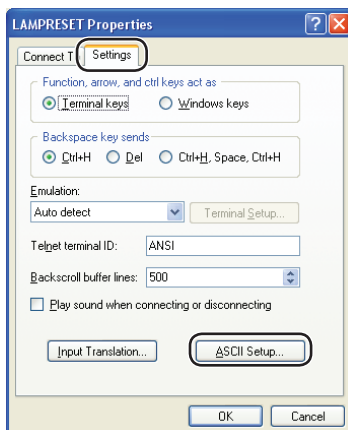 LAMPRESET Properties
Connect T Settings
Function, arrow, and ctrl keys act as
Terminal keys Windows keys
Backspace key sends
Ctrl+H Del Ctrl+H, Space, Ctrl+H
Emulation:
Auto detect Terminal Setup...
Telnet terminal ID: ANSI
Backscroll buffer lines: 500
Play sound when connecting or disconnecting
Input Translation... ASCII Setup...
OK Cancel